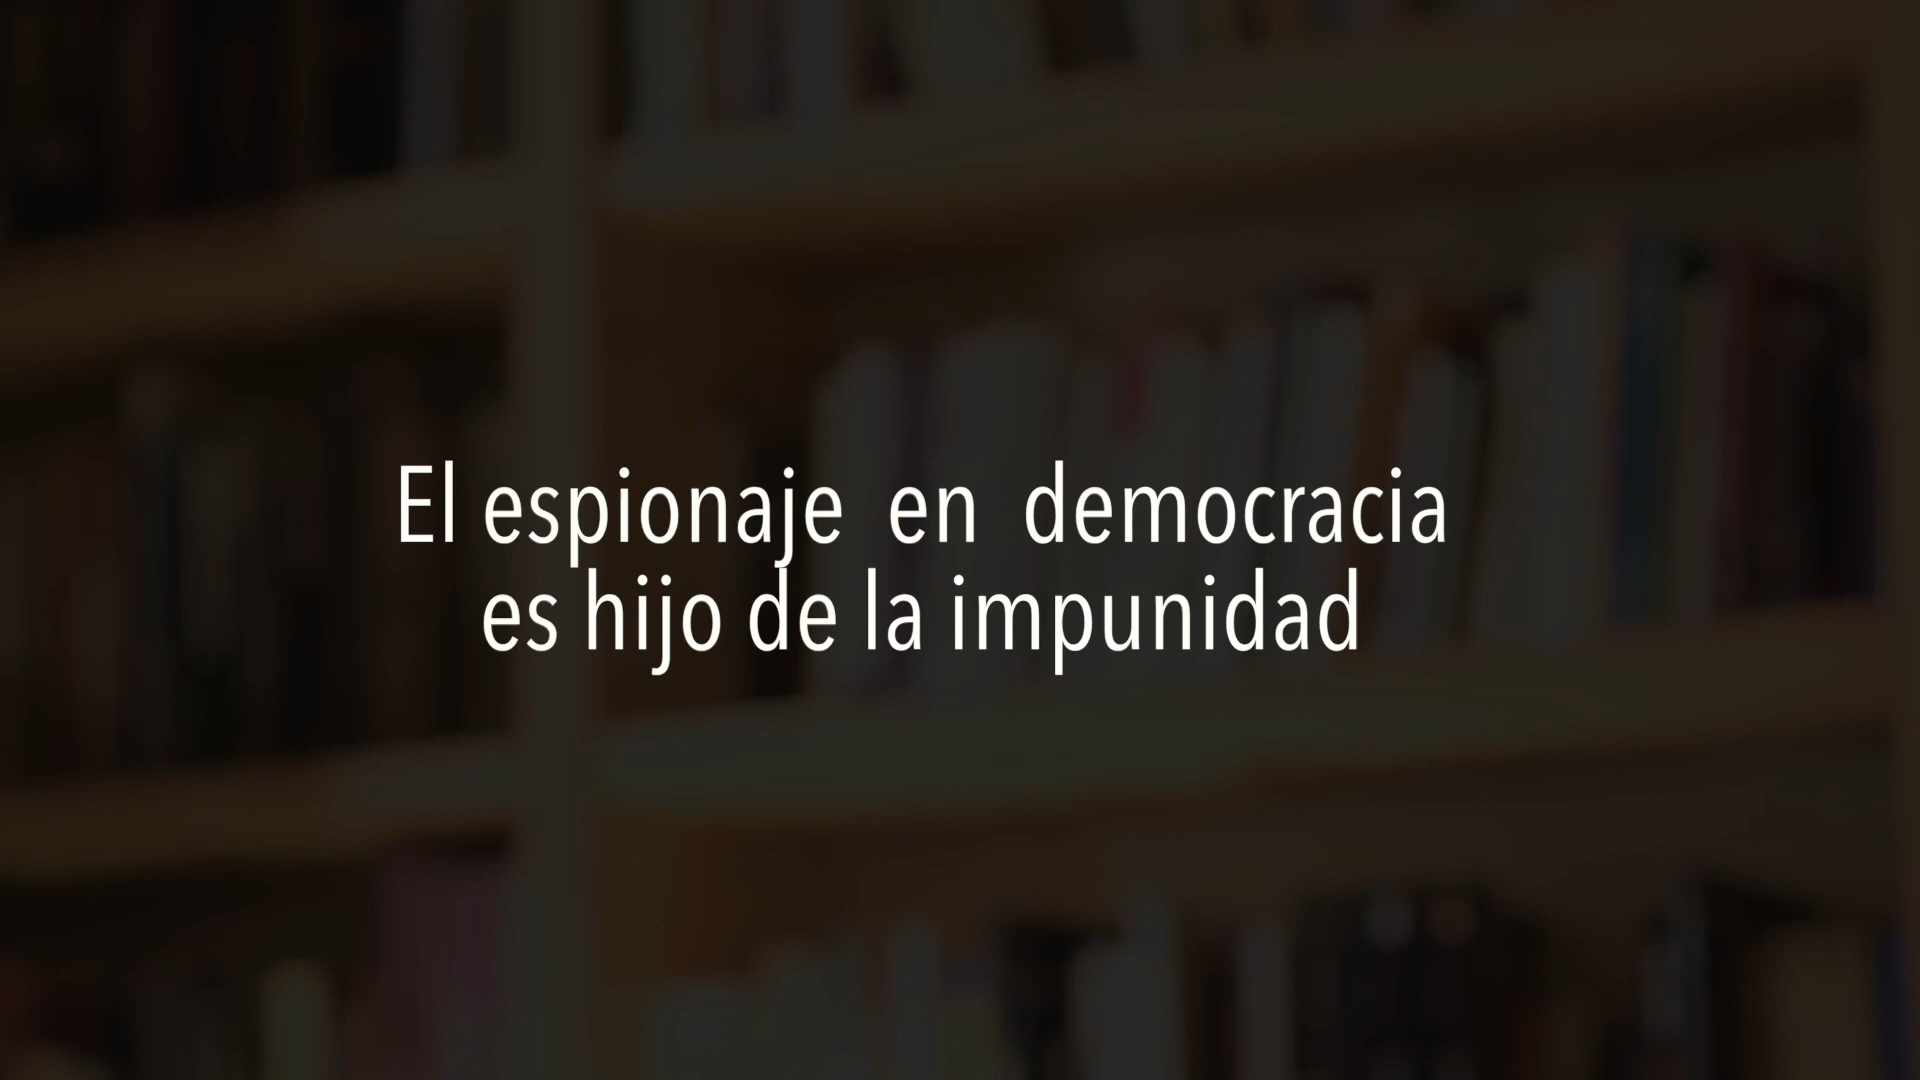 El espionaje en democracia
es hijo de la impunidad